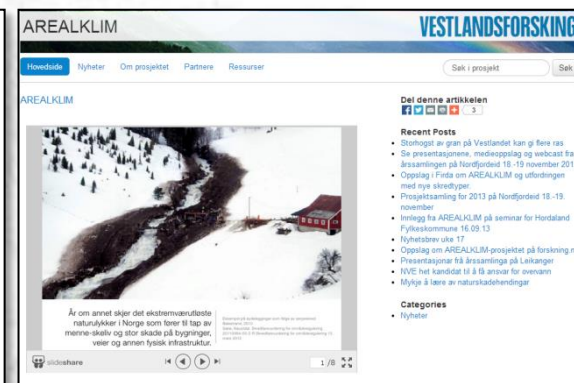 AREALKLIM
VESTLANDSFORSKING
Hovedside Nyheter Om prosjektet Partnere Ressurser
Søk i prosjekt
Søk
AREALKLIM
År om annet skjer det ekstremværutløste
naturulykker i Norge som fører til tap av
menne-skeliv og stor skade på bygninger,
veier og annen fysisk infrastruktur.
slideshare
1 /8
Del denne artikkelen
3
Recent Posts
Storhogst av gran på Vestlandet kan gi flere ras
Se presentasjonene, medieoppslag og webcast fra
årssamlingen på Nordfjordeid 18.-19 november 201
Oppslag i Firda om AREALKLIM og utfordringen
med nye skredtyper
Prosjektsamling for 2013 på Nordfjordeid 18.-19.
november
Innlegg fra AREALKLIM på seminar for Hordaland
Fylkeskommune 16.09.13
Nyhetsbrev uke 17
Oppslag om AREALKLIM-prosjektet på forskning.n
Presentasjonar frå årssamlinga på Leikanger
NVE het kandidat til å få ansvar for overvann
Mykje å lære av naturskadehendingar
Categories
Nyheter